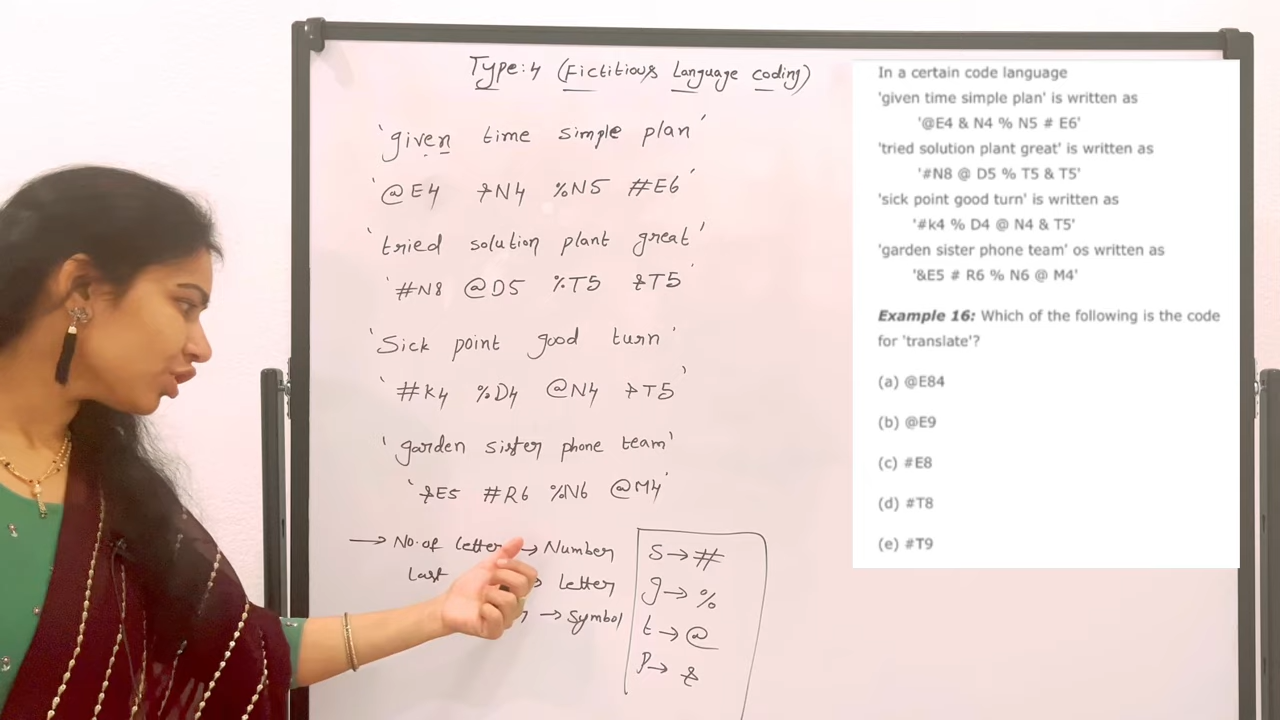 Type:4 (Fictitious Language coding)
'given time simple plan'
'@E4 &N4 %N5 #E6'
'tried solution plant great'
'#N8 @D5 %T5 &T5'
'Sick point good turn'
'#K4 %D4 @N4 &T5'
'garden sister phone team'
'&E5 #R6 %N6 @M4'
→ No. of letter → Number
Last → Letter
→ Symbol
S → #
g → %
t → @
P → &
In a certain code language
'given time simple plan' is written as
'@E4 & N4 % N5 # E6'
'tried solution plant great' is written as
'#N8 @ D5 % T5 & T5'
'sick point good turn' is written as
'#k4 % D4 @ N4 & T5'
'garden sister phone team' os written as
'&E5 # R6 % N6 @ M4'
Example 16: Which of the following is the code
for 'translate'?
(a) @E84
(b) @E9
(c) #E8
(d) #T8
(e) #T9